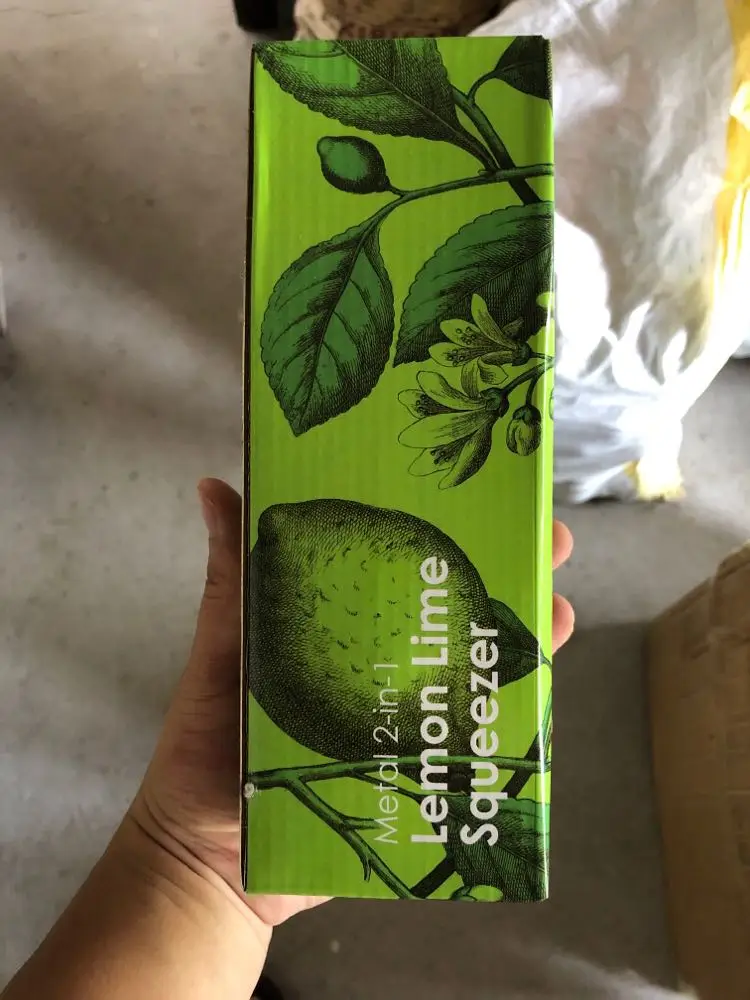 Metal 2-in-1
Lemon Lime
Squeezer